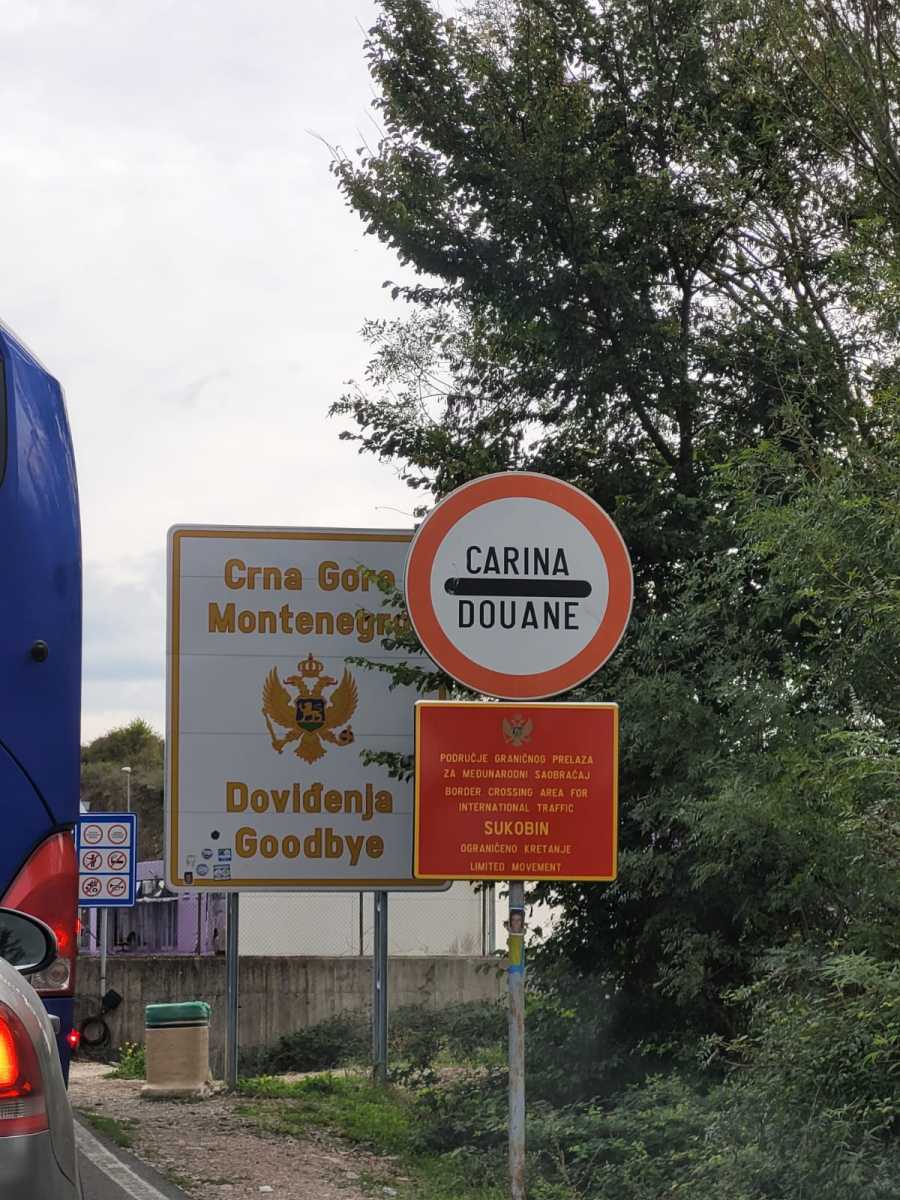 Crna Gora
Montenegro
Doviđenja
Goodbye
CARINA
DOUANE
PODRUČJE GRANIČNOG PRELAZA
ZA MEĐUNARODNI SAOBRAĆAJ
BORDER CROSSING AREA FOR
INTERNATIONAL TRAFFIC
SUKOBIN
OGRANIČENO KRETANJE
LIMITED MOVEMENT